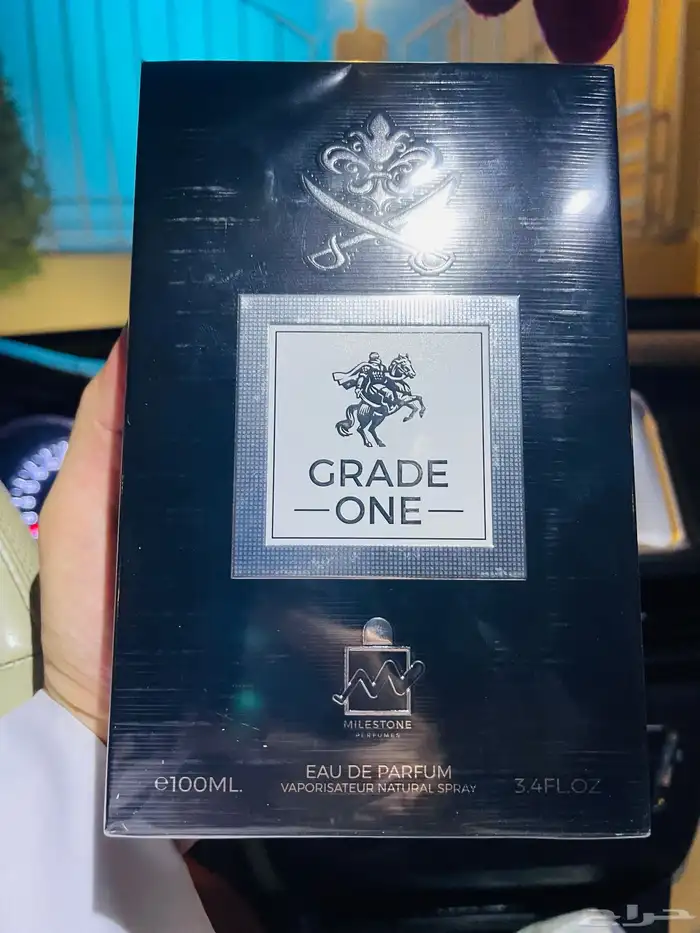 GRADE
ONE
MILESTONE
PERFUMES
EAU DE PARFUM
VAPORISATEUR NATURAL SPRAY
e100ML.
3.4FL.OZ
حراج